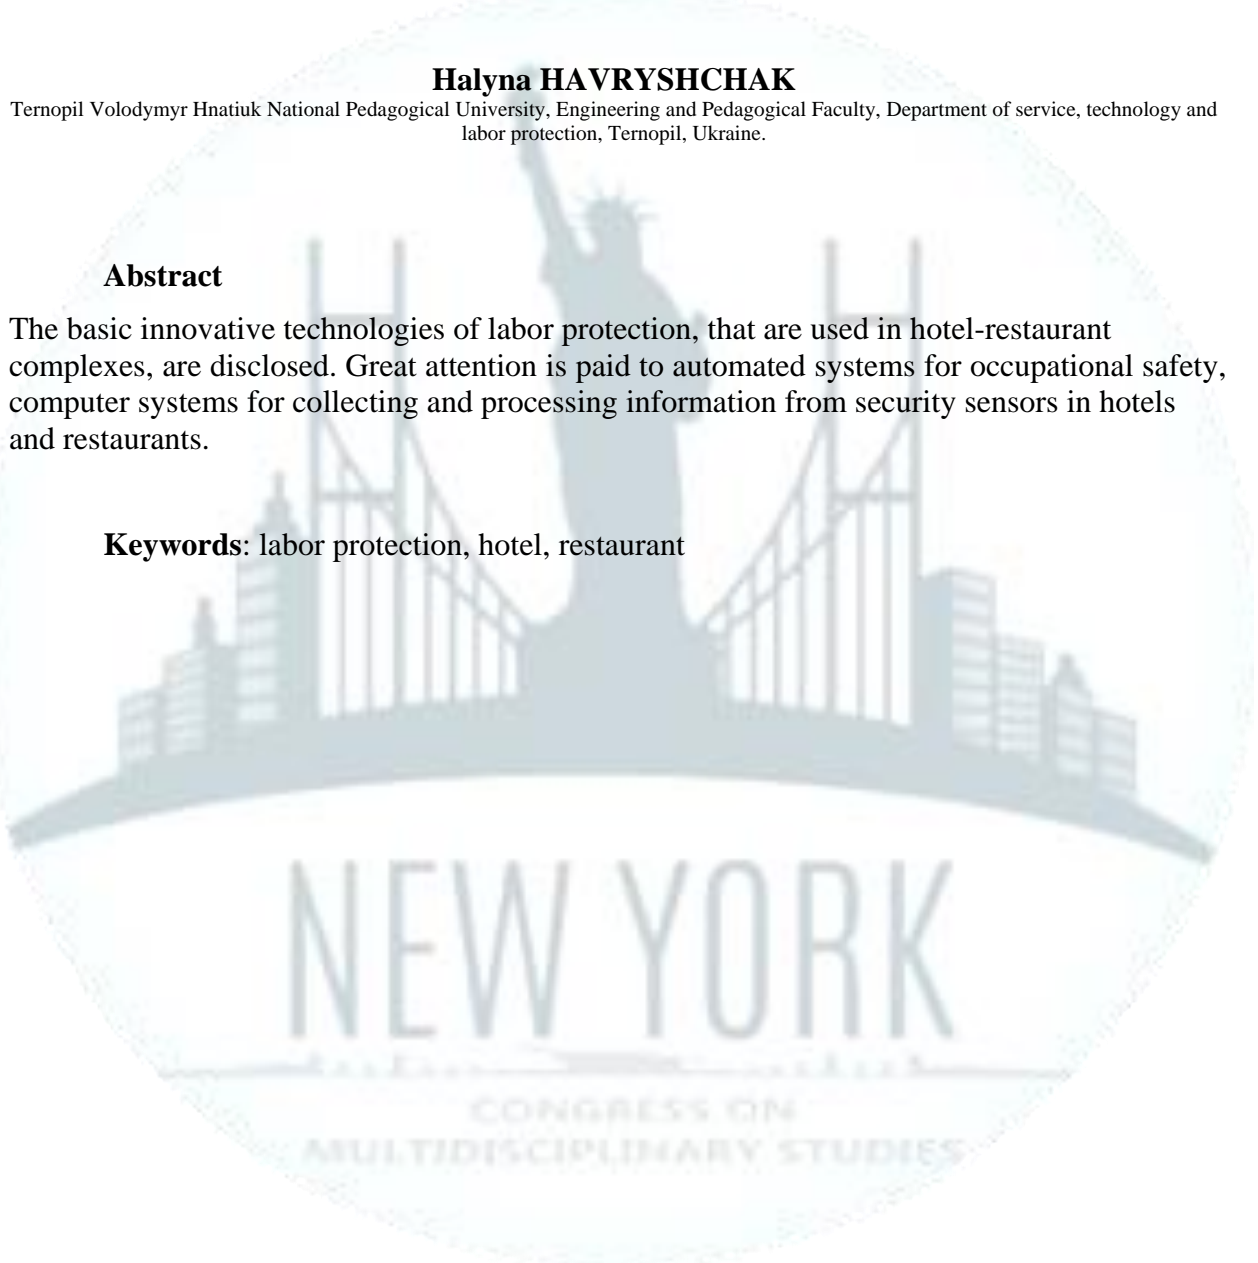 Halyna HAVRYSHCHAK
Ternopil Volodymyr Hnatiuk National Pedagogical University, Engineering and Pedagogical Faculty, Department of service, technology and
labor protection, Ternopil, Ukraine.
Abstract
The basic innovative technologies of labor protection, that are used in hotel-restaurant
complexes, are disclosed. Great attention is paid to automated systems for occupational safety,
computer systems for collecting and processing information from security sensors in hotels
and restaurants.
Keywords: labor protection, hotel, restaurant
NEW YORK
CONGRESS ON
MULTIDISCIPLINARY STUDIES